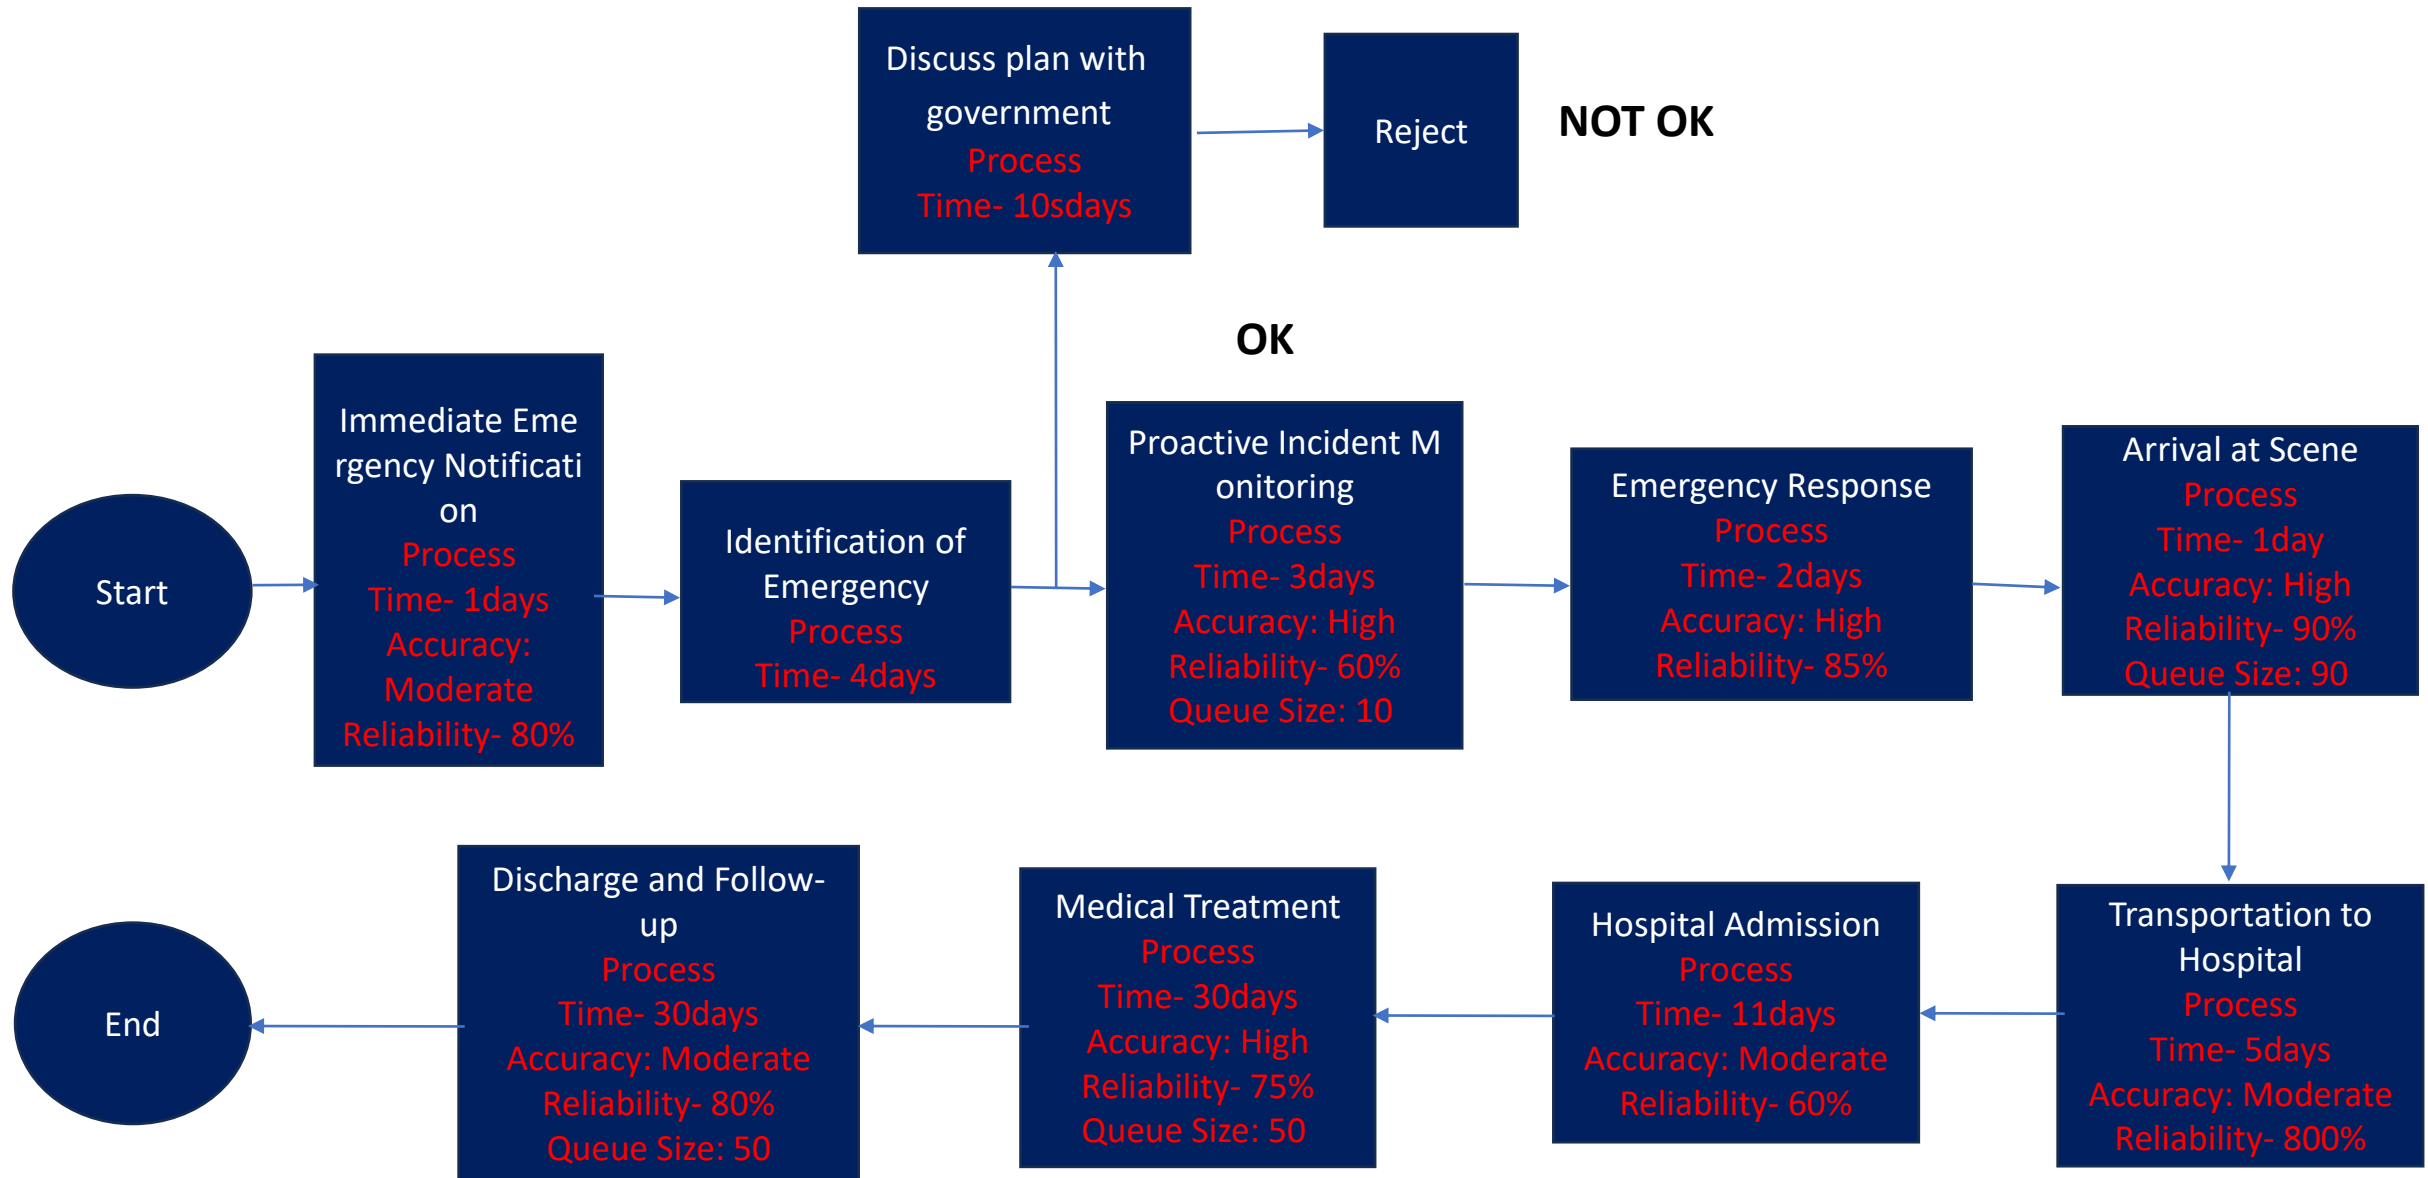 Discuss plan with
government
Process
Time- 10sdays
Reject
NOT OK
OK
Start
Immediate Eme
rgency Notificati
on
Process
Time- 1days
Accuracy:
Moderate
Reliability- 80%
Identification of
Emergency
Process
Time- 4days
Proactive Incident M
onitoring
Process
Time- 3days
Accuracy: High
Reliability- 60%
Queue Size: 10
Emergency Response
Process
Time- 2days
Accuracy: High
Reliability- 85%
Arrival at Scene
Process
Time- 1day
Accuracy: High
Reliability- 90%
Queue Size: 90
Transportation to
Hospital
Process
Time- 5days
Accuracy: Moderate
Reliability- 800%
Hospital Admission
Process
Time- 11days
Accuracy: Moderate
Reliability- 60%
Medical Treatment
Process
Time- 30days
Accuracy: High
Reliability- 75%
Queue Size: 50
Discharge and Follow-
up
Process
Time- 30days
Accuracy: Moderate
Reliability- 80%
Queue Size: 50
End